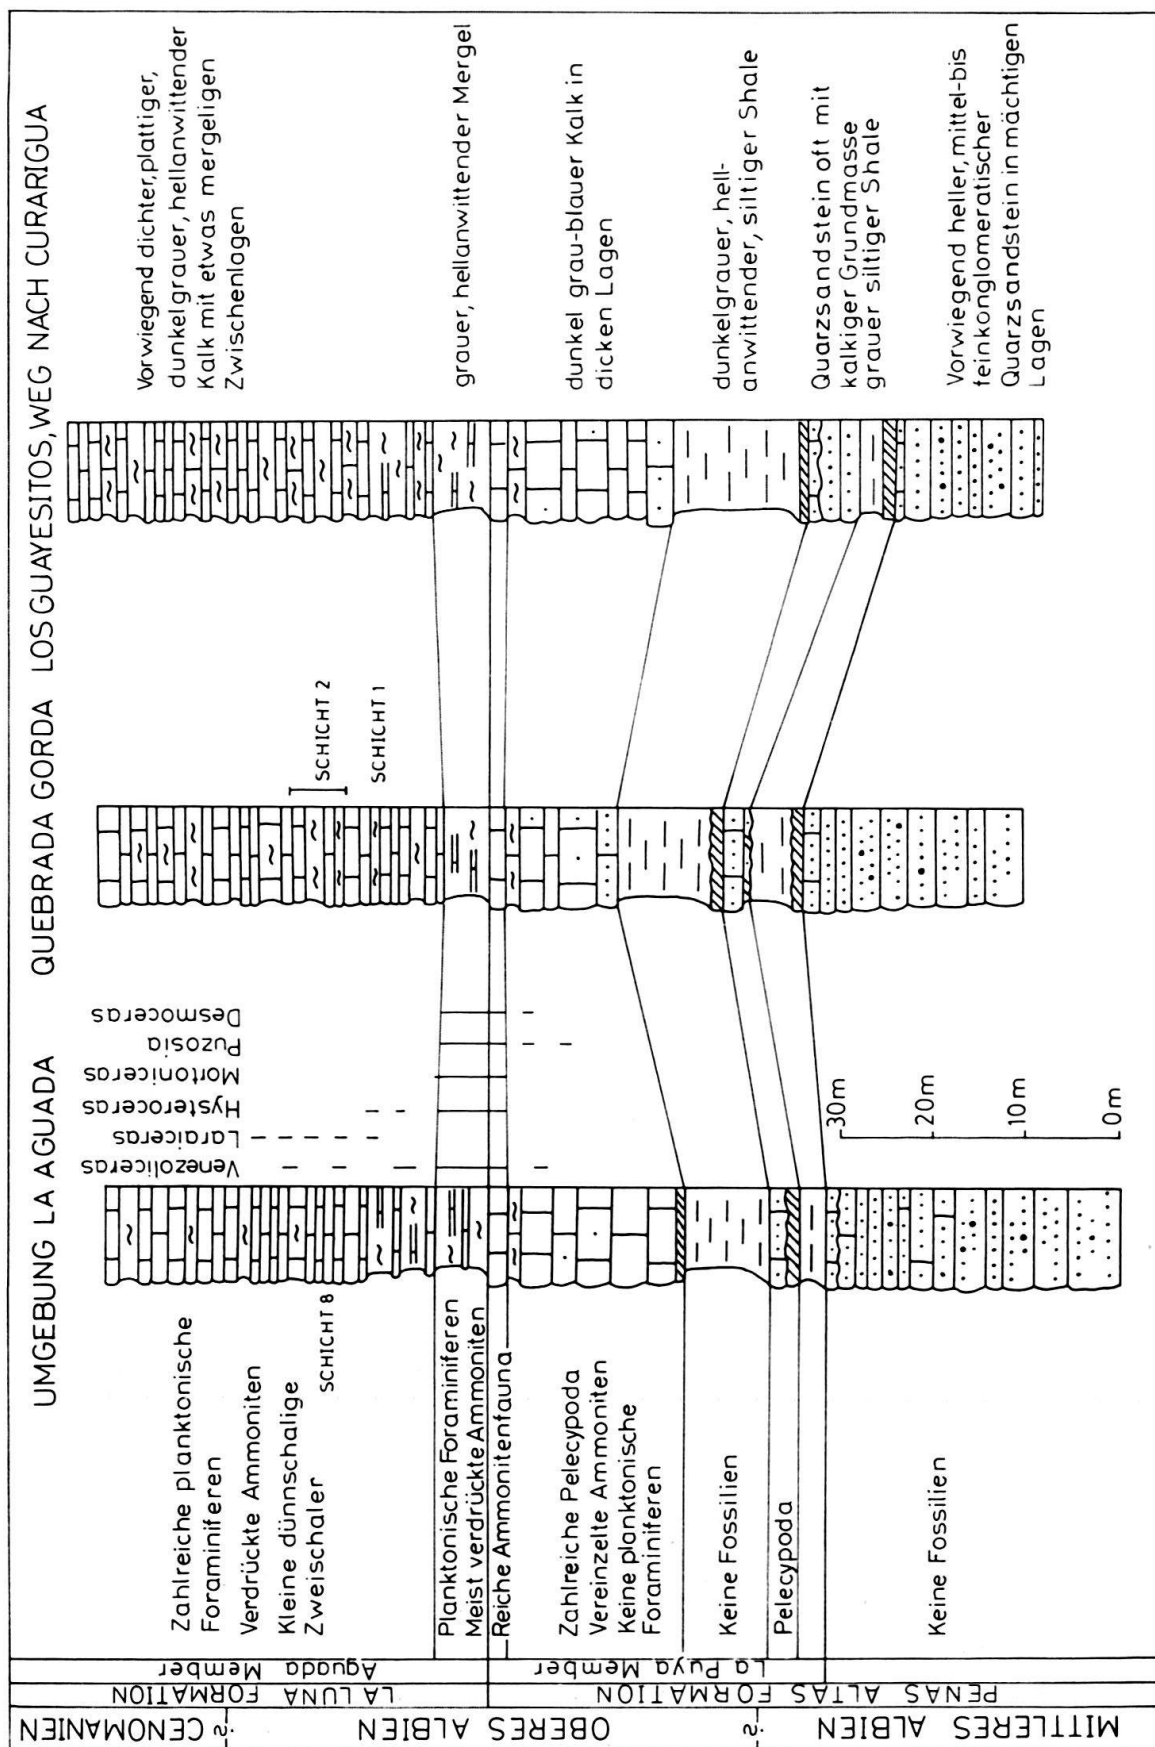 UMGEBUNG LA AGUADA
QUEBRADA GORDA
LOS GUAYESITOS, WEG NACH CURARIGUA
CENOMANIEN
?
OBERES ALBIEN
?
MITTLERES ALBIEN
LA LUNA FORMATION
PENAS ALTAS FORMATION
Aguada Member
La Puya Member
Zahlreiche planktonische
Foraminiferen
Verdrückte Ammoniten
Kleine dünnschalige
Zweischaler
SCHICHT 8
Planktonische Foraminiferen
Meist verdrückte Ammoniten
Reiche Ammonitenfauna
Zahlreiche Pelecypoda
Vereinzelte Ammoniten
Keine planktonische
Foraminiferen
Keine Fossilien
Pelecypoda
Keine Fossilien
Venezoliceras
Laraiceras
Hysteroceras
Mortoniceras
Puzosia
Desmoceras
30m
20m
10m
0m
SCHICHT 2
SCHICHT 1
Vorwiegend dichter, plattiger,
dunkelgrauer, hellanwittender
Kalk mit etwas mergeligen
Zwischenlagen
grauer, hellanwittender Mergel
dunkel grau-blauer Kalk in
dicken Lagen
dunkelgrauer, hell-
anwittender, siltiger Shale
Quarzsandstein oft mit
kalkiger Grundmasse
grauer siltiger Shale
Vorwiegend heller, mittel-bis
feinkonglomeratischer
Quarzsandstein in mächtigen
Lagen